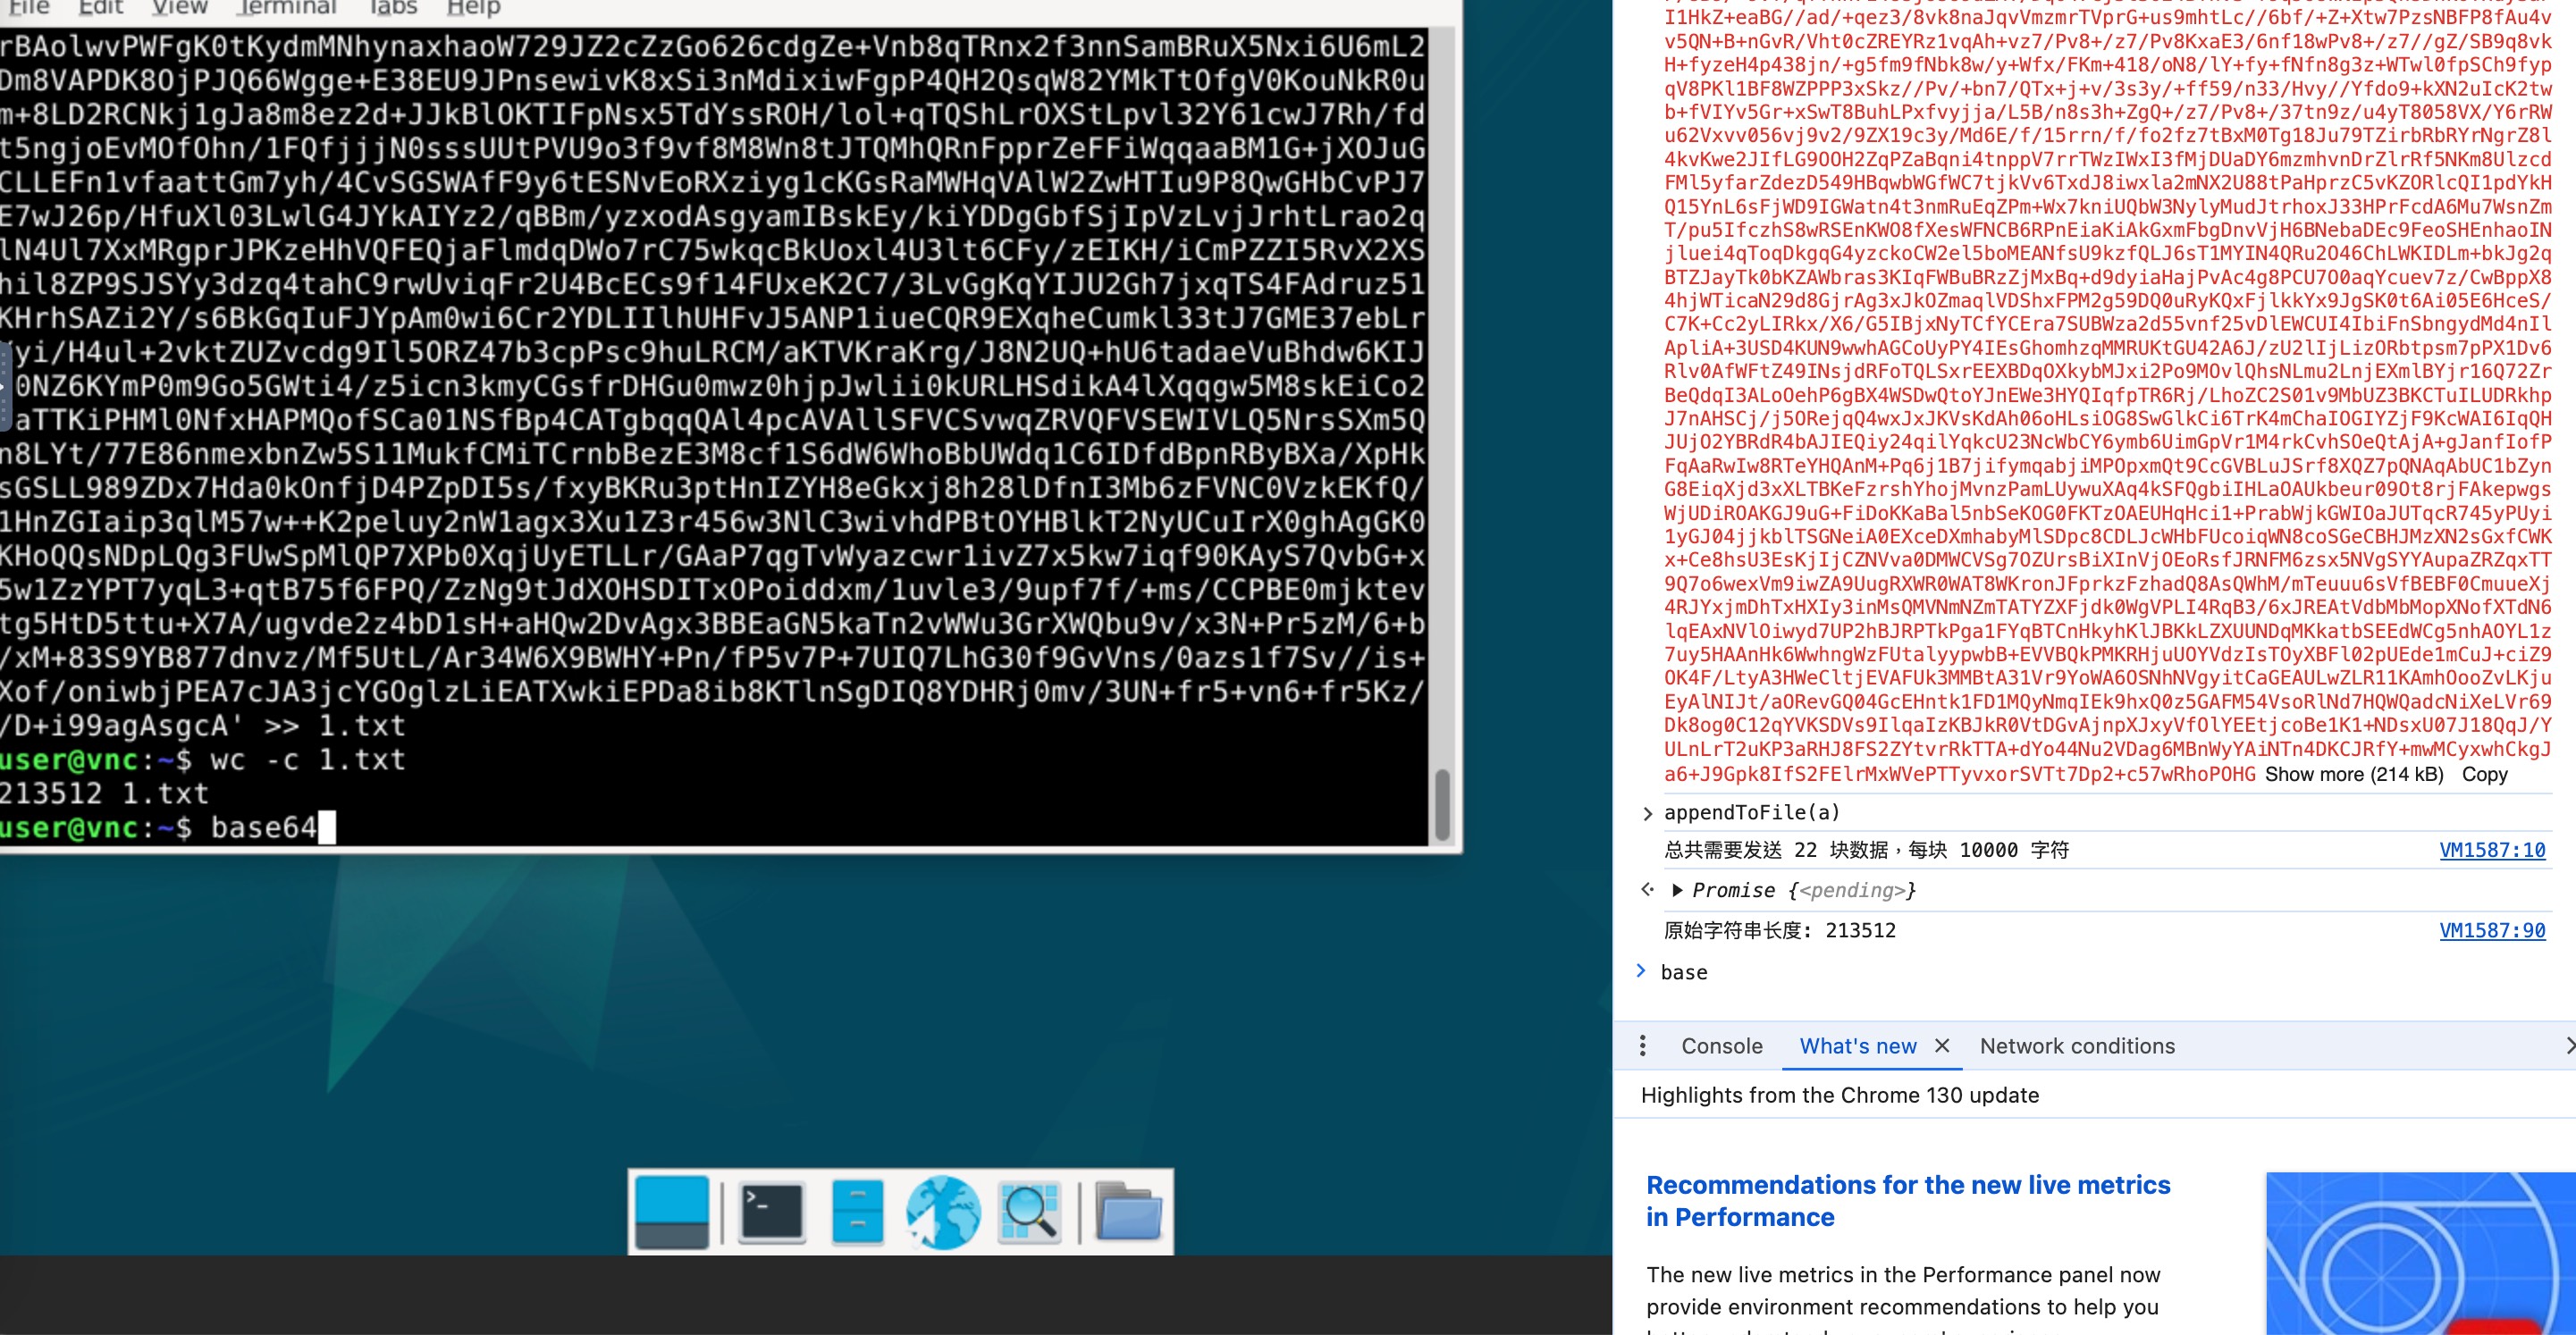 File Edit View Terminal Tabs Help
rBAolwvPWFgK0tKydmMNhynaxhaoW729JZ2cZzGo626cdgZe+Vnb8qTRnx2f3nnSamBRuX5Nxi6U6mL2
Dm8VAPDK8OjPJQ66Wgge+E38EU9JPnsewivK8xSi3nMdixiwFgpP4QH2QsqW82YMkTtOfgV0KouNkR0u
m+8LD2RCNkj1gJa8m8ez2d+JJkBlOKTIFpNsx5TdYssROH/lol+qTQShLrOXStLpvl32Y61cwJ7Rh/fd
t5ngjoEvMOfOhn/1FQfjjjN0sssUUtPVU9o3f9vf8M8Wn8tJTQMhQRnFpprZeFFiWqqaaBM1G+jXOJuG
CLLEFn1vfaattGm7yh/4CvSGSWAfF9y6tESNvEoRXziyg1cKGsRaMWHqVAlW2ZwHTIu9P8QwGHbCvPJ7
E7wJ26p/HfuXl03LwlG4JYkAIYz2/qBBm/yzxodAsgyamIBskEy/kiYDDgGbfSjIpVzLvjJrhtLrao2q
lN4Ul7XxMRgprJPKzeHhVQFEQjaFlmdqDWo7rC75wkqcBkUoxl4U3lt6CFy/zEIKH/iCmPZZI5RvX2XS
hil8ZP9SJSYy3dzq4tahC9rwUviqFr2U4BcECs9f14FUxeK2C7/3LvGgKqYIJU2Gh7jxqTS4FAdruz51
KHrhSAZi2Y/s6BkGqIuFJYpAm0wi6Cr2YDLIIlhUHFvJ5ANP1iueCQR9EXqheCumkl33tJ7GME37ebLr
yi/H4ul+2vktZUZvcdg9Il5ORZ47b3cpPsc9huLRCM/aKTVKraKrg/J8N2UQ+hU6tadaeVuBhdw6KIJ
0NZ6KYmP0m9Go5GWti4/z5icn3kmyCGsfrDHGu0mwz0hjpJwlii0kURLHSdikA4lXqqgw5M8skEiCo2
aTTKiPHMl0NfxHAPMQofSCa01NSfBp4CATgbqqQAl4pcAVAllSFVCSvwqZRVQFVSEWIVLQ5NrsSXm5Q
n8LYt/77E86nmexbnZw5S11MukfCMiTCrnbBezE3M8cf1S6dW6WhoBbUWdq1C6IDfdBpnRByBXa/XpHk
sGSLL989ZDx7Hda0kOnfjD4PZpDI5s/fxyBKRu3ptHnIZYH8eGkxj8h28lDfnI3Mb6zFVNC0VzkEKfQ/
1HnZGIaip3qlM57w++K2peluy2nW1agx3Xu1Z3r456w3NlC3wivhdPBtOYHBlkT2NyUCuIrX0ghAgGK0
KHoQQsNDpLQg3FUwSpMlQP7XPb0XqjUyETLLr/GAaP7qgTvWyazcwr1ivZ7x5kw7iqf90KAyS7QvbG+x
5w1ZzYPT7yqL3+qtB75f6FPQ/ZzNg9tJdXOHSDITxOPoiddxm/1uvle3/9upf7f/+ms/CCPBE0mjktev
tg5HtD5ttu+X7A/ugvde2z4bD1sH+aHQw2DvAgx3BBEaGN5kaTn2vWWu3GrXWQbu9v/x3N+Pr5zM/6+b
/xM+83S9YB877dnvz/Mf5UtL/Ar34W6X9BWHY+Pn/fP5v7P+7UIQ7LhG30f9GvVns/0azs1f7Sv//is+
Xof/oniwbjPEA7cJA3jcYGOglzLiEATXwkiEPDa8ib8KTlnSgDIQ8YDHRj0mv/3UN+fr5+vn6+fr5Kz/
/D+i99agAsgcA' >> 1.txt
user@vnc:~$ wc -c 1.txt
213512 1.txt
user@vnc:~$ base64
I1HkZ+eaBG//ad/+qez3/8vk8naJqvVmzmrTVprG+us9mhtLc//6bf/+Z+Xtw7PzsNBFP8fAu4v
v5QN+B+nGvR/Vht0cZREYRz1vqAh+vz7/Pv8+/z7/Pv8KxaE3/6nf18wPv8+/z7//gZ/SB9q8vk
H+fyzeH4p438jn/+g5fm9fNbk8w/y+Wfx/FKm+418/oN8/lY+fy+fNfn8g3z+WTwl0fpSCh9fyp
qV8PKl1BF8WZPPP3xSkz//Pv/+bn7/QTx+j+v/3s3y/+ff59/n33/Hvy//Yfdo9+kXN2uIcK2tw
b+fVIYv5Gr+xSwT8BuhLPxfvyjja/L5B/n8s3h+ZgQ+/z7/Pv8+/37tn9z/u4yT8058VX/Y6rRW
u62Vxvv056vj9v2/9ZX19c3y/Md6E/f/15rrn/f/fo2fz7tBxM0Tg18Ju79TZirbRbRYrNgrZ8l
4kvKwe2JIfLG9OOH2ZqPZaBqni4tnppV7rrTWzIWxI3fMjDUaDY6mzmhvnDrZlrRf5NKm8Ulzcd
FMl5yfarZdezD549HBqwbWGfWC7tjkVv6TxdJ8iwxla2mNX2U88tPaHprzC5vKZORlcQI1pdYkH
Q15YnL6sFjWD9IGWatn4t3nmRuEqZPm+Wx7kniUQbW3NylyMudJtrhoxJ33HPrFcdA6Mu7WsnZm
T/pu5IfczhS8wRSEnKWO8fXesWFNCB6RPnEiaKiAkGxmFbgDnvVjH6BNebaDEc9FeoSHEnhaoIN
jluei4qToqDkgqG4yzckoCW2el5boMEANfsU9kzfQLJ6sT1MYIN4QRu2O46ChLWKIDLm+bkJg2q
BTZJayTk0bKZAWbras3KIqFWBuBRzZjMxBq+d9dyiaHajPvAc4g8PCU7O0aqYcuev7z/CwBppX8
4hjWTicaN29d8GjrAg3xJkOZmaqlVDShxFPM2g59DQ0uRyKQxFjlkkYx9JgSK0t6Ai05E6HceS/
C7K+Cc2yLIRkx/X6/G5IBjxNyTCfYCEra7SUBWza2d55vnf25vDlEWCUI4IbiFnSbngydMd4nIl
ApliA+3USD4KUN9wwhAGCoUyPY4IEsGhomhzqMMRUKtGU42A6J/zU2lIjLizORbtpsm7pPX1Dv6
Rlv0AfWFtZ49INsjdRFoTQLSxrEEXBDqOXkybMJxi2Po9MOvlQhsNLmu2LnjEXmlBYjr16Q72Zr
BeQdqI3ALoOehP6gBX4WSDwQtoYJnEWe3HYQIqfpTR6Rj/LhoZC2S01v9MbUZ3BKCTuILUDRkhp
J7nAHSCj/j5ORejqQ4wxJxJKVsKdAh06oHLsiOG8SwGlkCi6TrK4mChaIOGIYZjF9KcWAI6IqQH
JUjO2YBRdR4bAJIEQiy24qilYqkcU23NcWbCY6ymb6UimGpVr1M4rkCvhSOeQtAjA+gJanfIofP
FqAaRwIw8RTeYHQAnM+Pq6j1B7jifymqabjiMPOpxmQt9CcGVBLuJSrf8XQZ7pQNAqAbUC1bZyn
G8EiqXjd3xXLTBKeFzrshYhojMvnzPamLUywuXAq4kSFQgbiIHLaOAUkbeur09Ot8rjFAkepwgs
WjUDiROAKGJ9uG+FiDoKKaBal5nbSeKOG0FKTzOAEUHqHci1+PrabWjkGWIOaJUTqcR745yPUyi
1yGJ04jjkblTSGNeiA0EXceDXmhabyMlSDpc8CDLJcWHbFUcoiqWN8coSGeCBHJMzXN2sGxfCWK
x+Ce8hsU3EsKjIjCZNVva0DMWCVSg7OZUrsBiXInVjOEoRsfJRNFM6zsx5NVgSYYAupaZRZqxTT
9Q7o6wexVm9iwZA9UugRXWR0WAT8WKronJFprkzFzhadQ8AsQWhM/mTeuuu6sVfBEBF0CmuueXj
4RJYxjmDhTxHXIy3inMsQMVNmNZmTATYZXFjdk0WgVPLI4RqB3/6xJREAtVdbMbMopXNofXTdN6
lqEAxNVlOiwyd7UP2hBJRPTkPga1FYqBTCnHkyhKlJBKkLZXUUNDqMKkatbSEEdWCg5nhAOYL1z
7uy5HAAnHk6WwhngWzFUtalyypwbB+EVVBQkPMKRHjuUOYVdzIsTOyXBFl02pUEde1mCuJ+ciZ9
OK4F/LtyA3HWeCltjEVAFUk3MMBtA31Vr9YoWA6OSNhNVgyitCaGEAULwZLR11KAmhOooZvLKju
EyAlNIJt/aORevGQ04GcEHntk1FD1MQyNmqIEk9hxQ0z5GAFM54VsoRlNd7HQWQadcNiXeLVr69
Dk8og0C12qYVKSDVs9IlqaIzKBJkR0VtDGvAjnpXJxyVfOlYEEtjcoBe1K1+NDsxU07J18QqJ/Y
ULnLrT2uKP3aRHJ8FS2ZYtvrRkTTA+dYo44Nu2VDag6MBnWyYAiNTn4DKCJRfY+mwMCyxwhCkgJ
a6+J9Gpk8IfS2FElrMxWVePTTyvxorSVTt7Dp2+c57wRhoPOHG Show more (214 kB) Copy
appendToFile(a)
总共需要发送 22 块数据，每块 10000 字符 VM1587:10
Promise {<pending>}
原始字符串长度: 213512 VM1587:90
base
Console What's new Network conditions
Highlights from the Chrome 130 update
Recommendations for the new live metrics
in Performance
The new live metrics in the Performance panel now
provide environment recommendations to help you